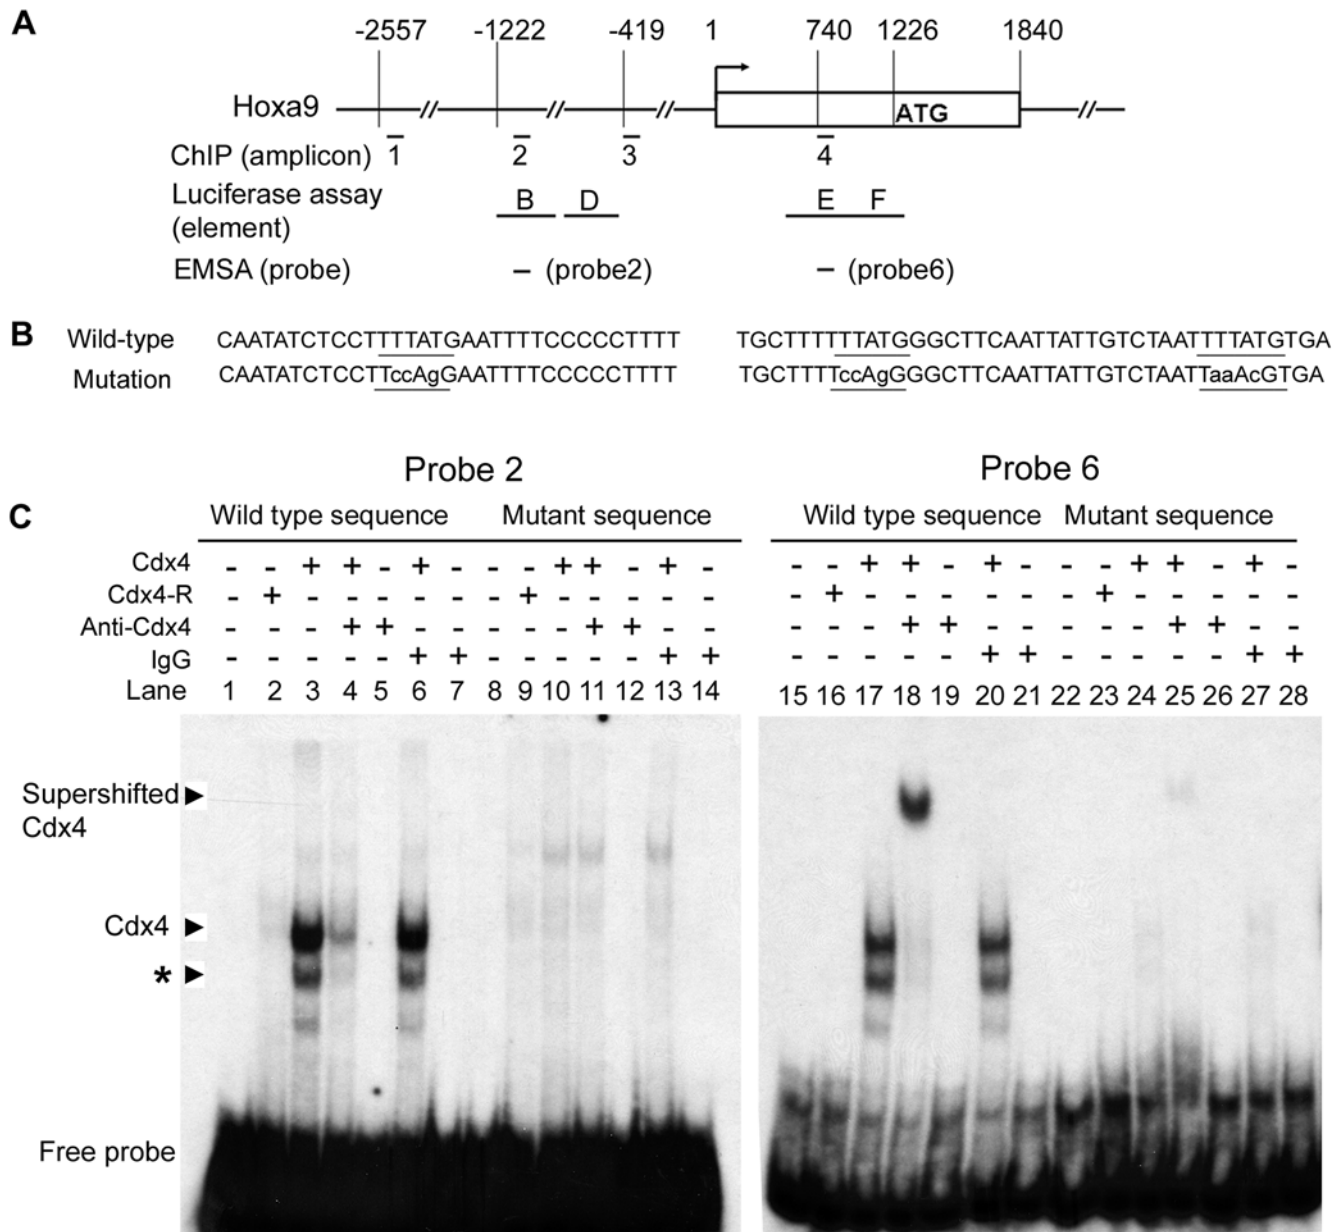 A
-2557 -1222 -419 1 740 1226 1840
Hoxa9 // // // ATG //
ChIP (amplicon) 1 2 3 4
Luciferase assay B D E F
(element)
EMSA (probe) (probe2) (probe6)
B Wild-type CAATATCTCCTTTTATGAATTTTCCCCCTTTT TGCTTTTTTTATGGGCTTCAATTATTGTCTAATTTTATGTGA
Mutation CAATATCTCCTTccAgGAATTTTCCCCCTTTT TGCTTTTTccAgGGGCTTCAATTATTGTCTAATTaaAcGTGA
Probe 2 Probe 6
C Wild type sequence Mutant sequence Wild type sequence Mutant sequence
Cdx4 - - + + - + - - - + + - + - - - + + - + - - - + + - + -
Cdx4-R - + - - - - - - + - - - - - - + - - - - - - + - - - - -
Anti-Cdx4 - - - + + - - - - - + + - - - - - + + - - - - - + + - -
IgG - - - - - + + - - - - - + + - - - - - + + - - - - - + +
Lane 1 2 3 4 5 6 7 8 9 10 11 12 13 14 15 16 17 18 19 20 21 22 23 24 25 26 27 28
Supershifted
Cdx4
Cdx4
*
Free probe